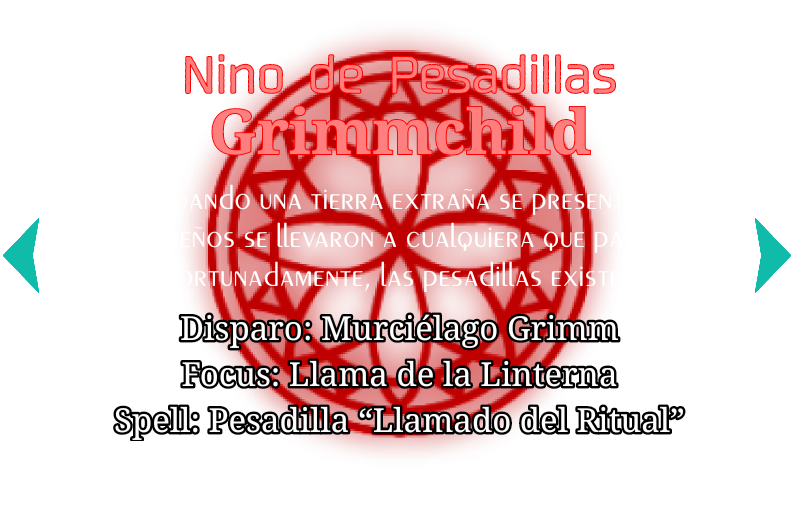 Nino de Pesadillas
Grimmchild
una tierra extraña se
se llevaron a cualquiera que
las pesadillas
Disparo: Murciélago Grimm
Focus: Llama de la Linterna
Spell: Pesadilla “Llamado del Ritual”